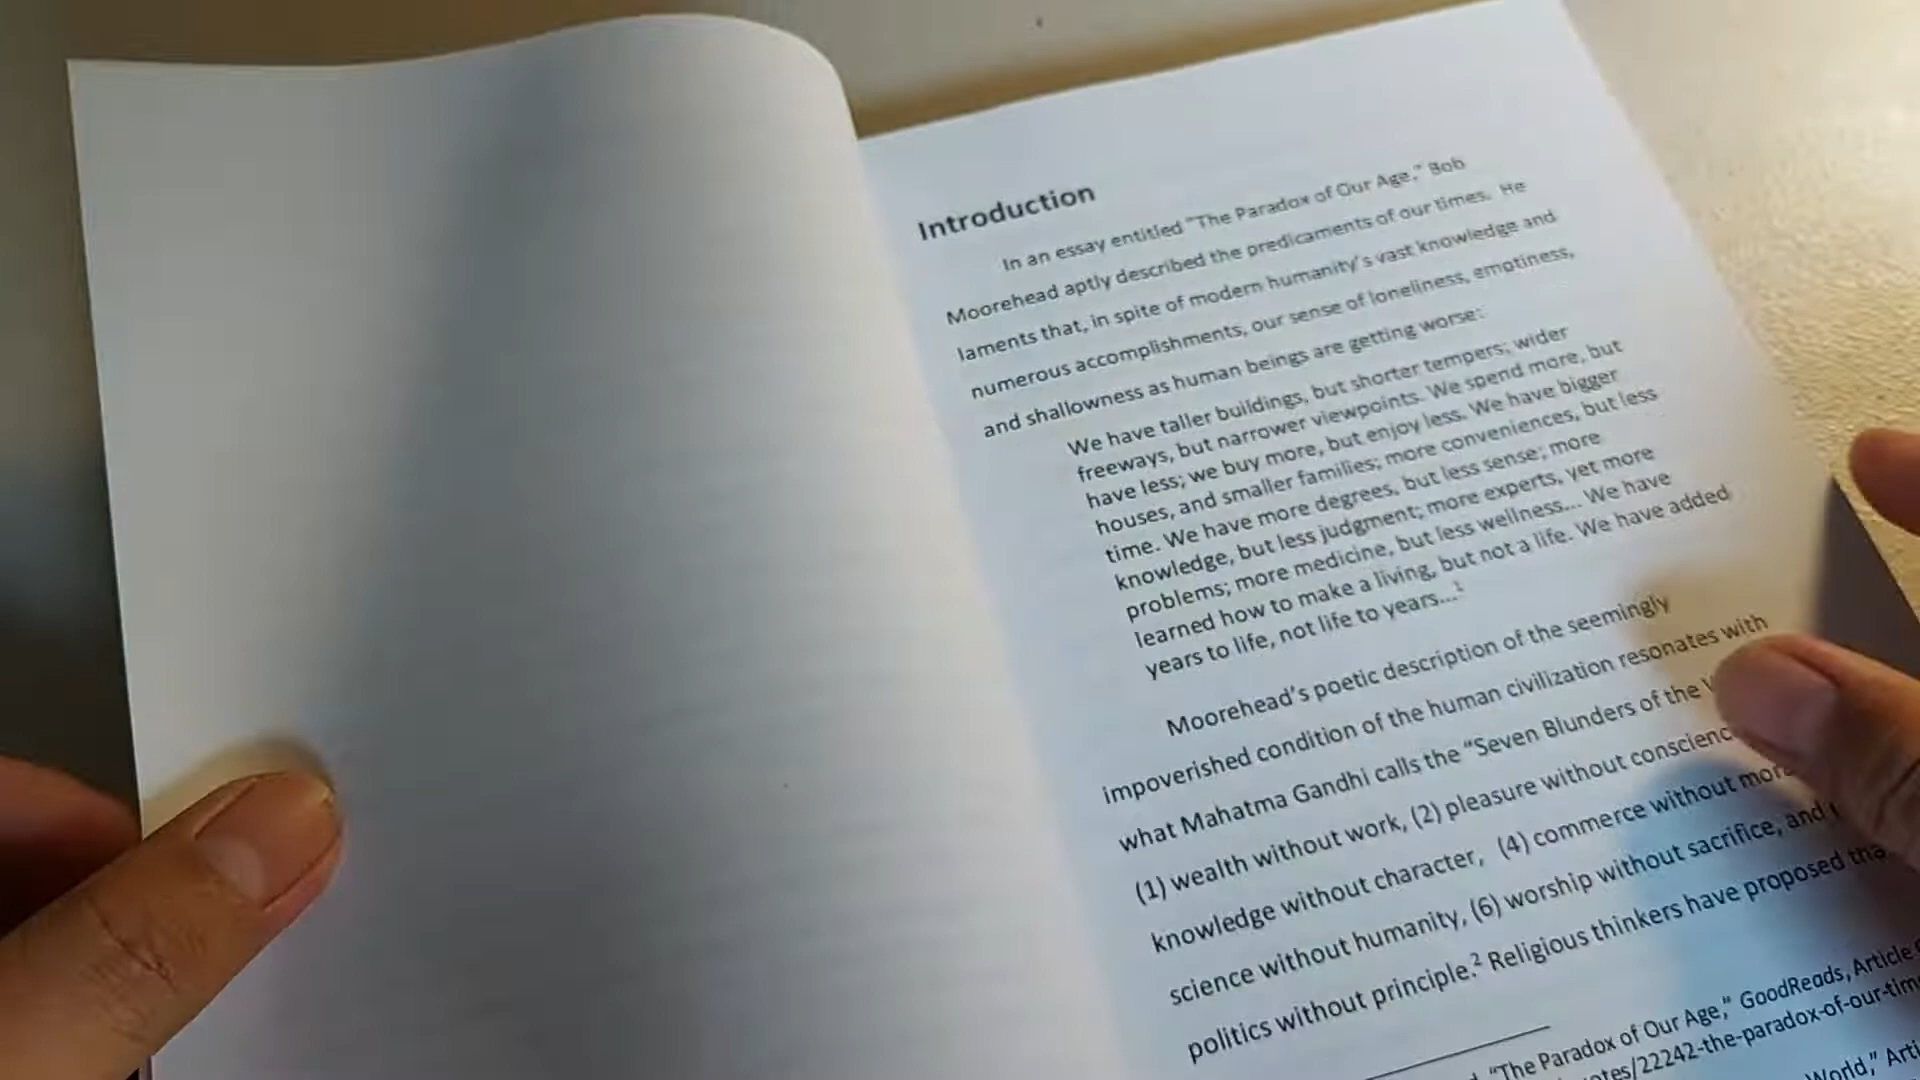 Introduction
In an essay entitled "The Paradox of Our Age," Bob
Moorehead aptly described the predicaments of our times. He
laments that, in spite of modern humanity's vast knowledge and
numerous accomplishments, our sense of loneliness, emptiness,
and shallowness as human beings are getting worse:
We have taller buildings, but shorter tempers; wider
freeways, but narrower viewpoints. We spend more, but
have less; we buy more, but enjoy less. We have bigger
houses, and smaller families; more conveniences, but less
time. We have more degrees, but less sense; more
knowledge, but less judgment; more experts, yet more
problems; more medicine, but less wellness... We have
learned how to make a living, but not a life. We have added
years to life, not life to years...1
Moorehead's poetic description of the seemingly
impoverished condition of the human civilization resonates with
what Mahatma Gandhi calls the "Seven Blunders of the
(1) wealth without work, (2) pleasure without
knowledge without character, (4) commerce without
science without humanity, (6) worship without sacrifice, and
politics without principle.2 Religious thinkers have proposed
"The Paradox of Our Age," GoodReads, Article
22242-the-paradox-of-our
World,"